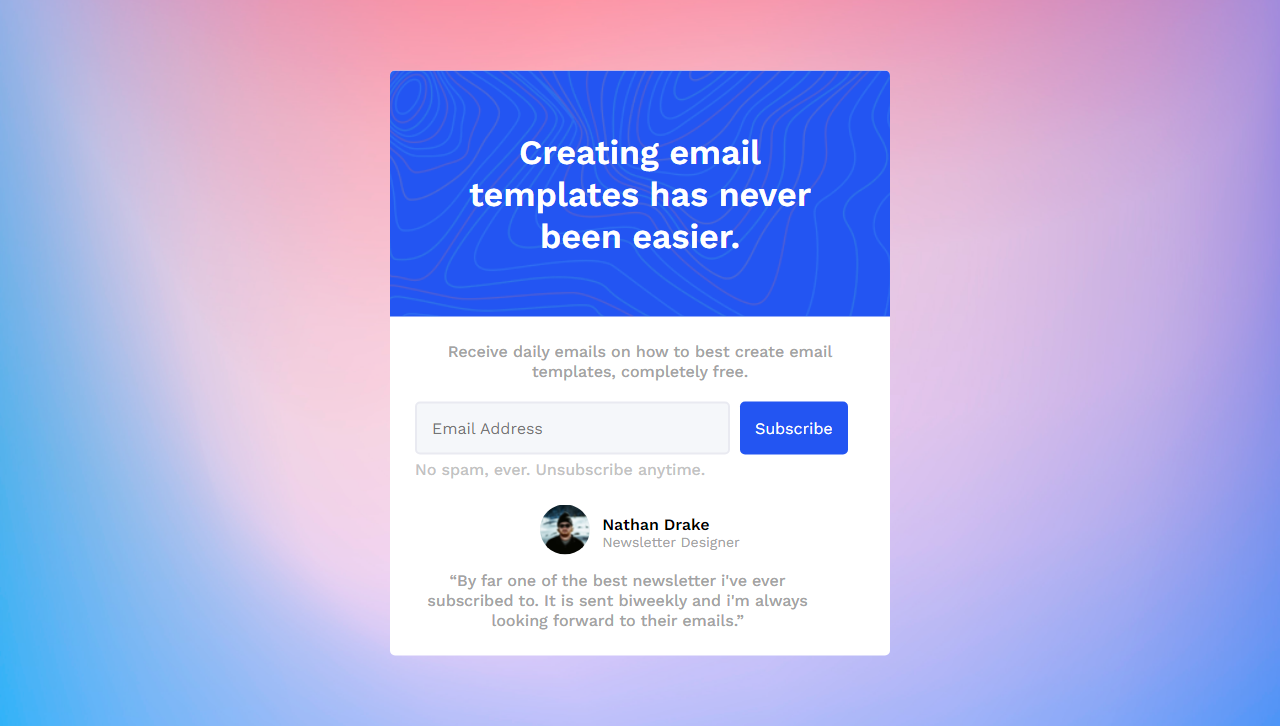 Creating email
templates has never
been easier.
Receive daily emails on how to best create email
templates, completely free.
Email Address
Subscribe
No spam, ever. Unsubscribe anytime.
Nathan Drake
Newsletter Designer
“By far one of the best newsletter i've ever
subscribed to. It is sent biweekly and i'm always
looking forward to their emails.”